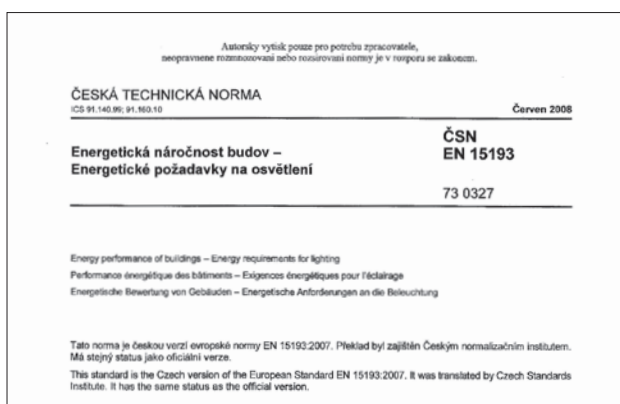 Autorsky vytisk pouze pro potrebu zpracovatele,
neopravnene rozmnozovani nebo rozsirovani normy je v rozporu se zakonem.
ČESKÁ TECHNICKÁ NORMA
ICS 91.140.99; 91.160.10
Červen 2008
Energetická náročnost budov –
Energetické požadavky na osvětlení
ČSN
EN 15193
73 0327
Energy performance of buildings – Energy requirements for lighting
Performance énergétique des bâtiments – Exigences énergétiques pour l'éclairage
Energetische Bewertung von Gebäuden – Energetische Anforderungen an die Beleuchtung
Tato norma je českou verzí evropské normy EN 15193:2007. Překlad byl zajištěn Českým normalizačním institutem.
Má stejný status jako oficiální verze.
This standard is the Czech version of the European Standard EN 15193:2007. It was translated by Czech Standards
Institute. It has the same status as the official version.